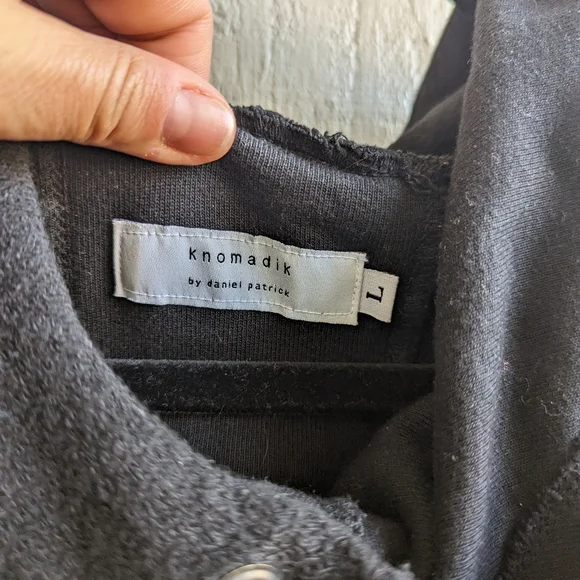 knomadik
by daniel patrick
L